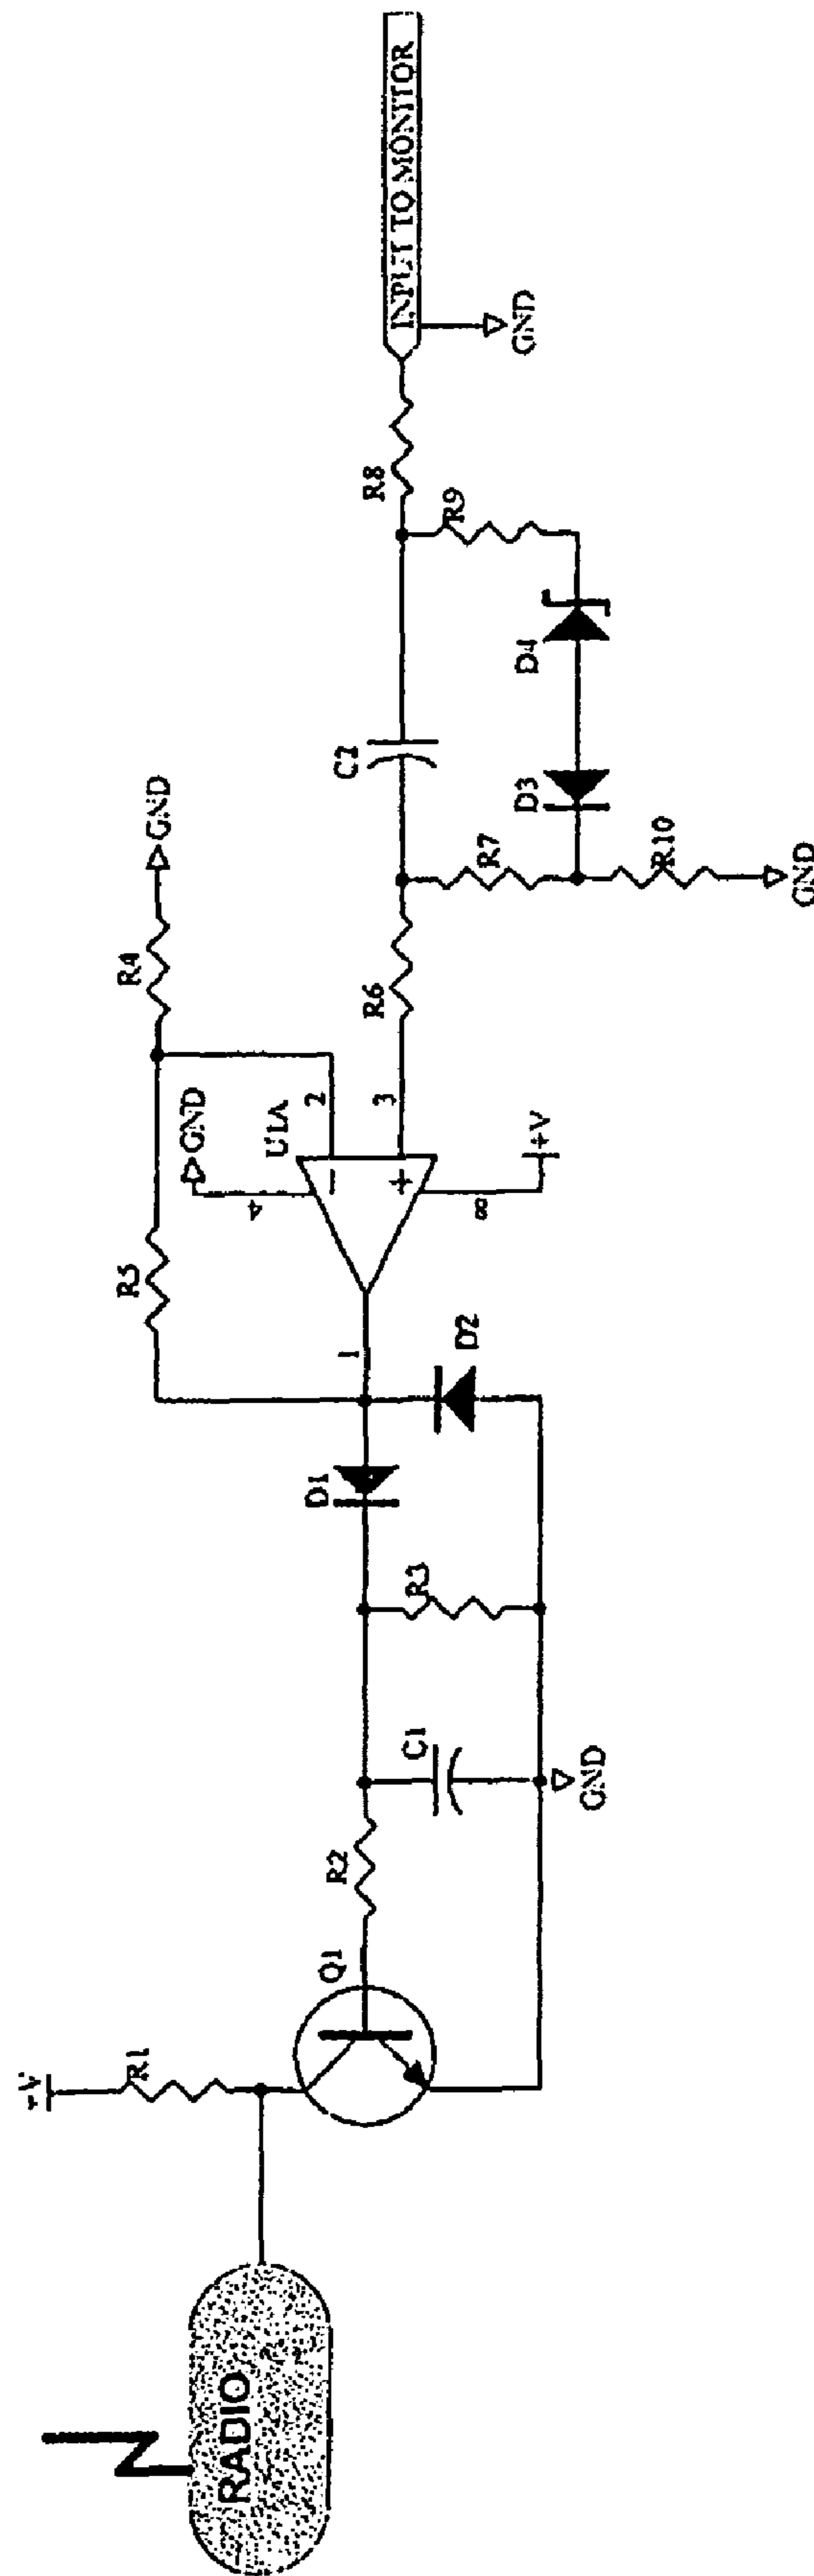 RADIO
+V
R1
Q1
R2
C1
GND
R3
D1
D2
1
R5
R4
GND
GND
4
U1A
2
3
8
+V
R6
C2
R7
R10
GND
D3
D4
R9
R8
INPUT TO MONITOR
GND